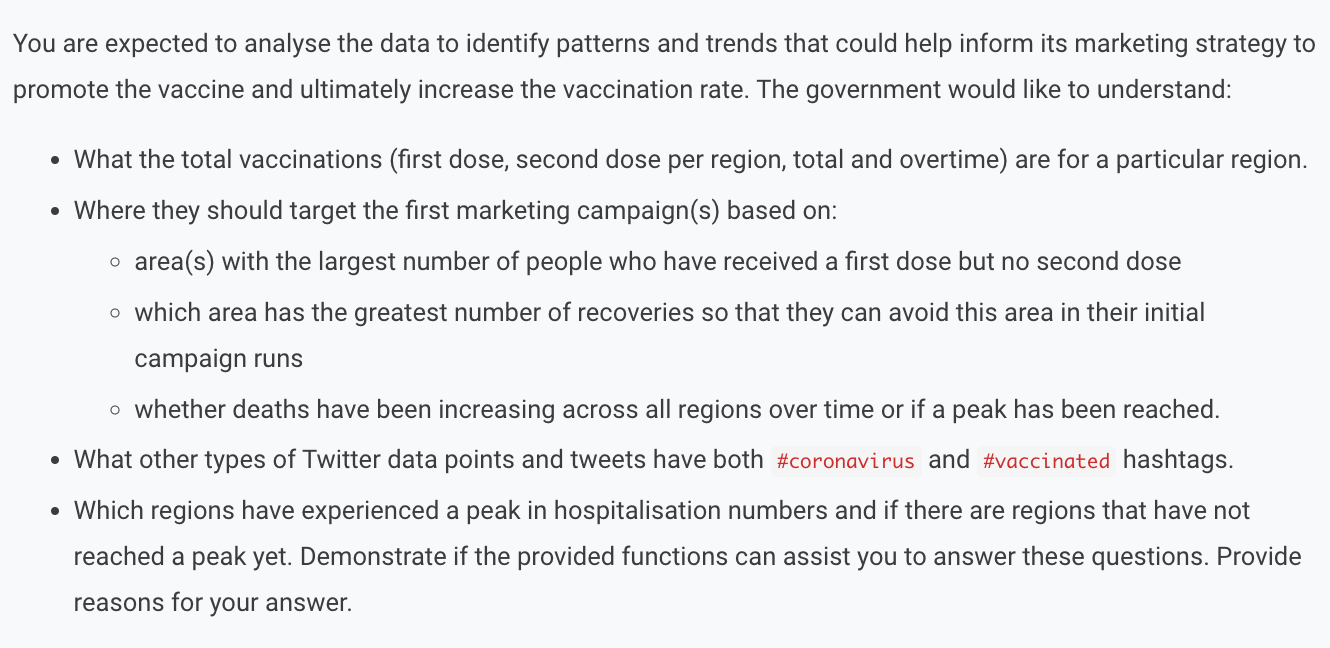 You are expected to analyse the data to identify patterns and trends that could help inform its marketing strategy to
promote the vaccine and ultimately increase the vaccination rate. The government would like to understand:
• What the total vaccinations (first dose, second dose per region, total and overtime) are for a particular region.
• Where they should target the first marketing campaign(s) based on:
◦ area(s) with the largest number of people who have received a first dose but no second dose
◦ which area has the greatest number of recoveries so that they can avoid this area in their initial
campaign runs
◦ whether deaths have been increasing across all regions over time or if a peak has been reached.
• What other types of Twitter data points and tweets have both #coronavirus and #vaccinated hashtags.
• Which regions have experienced a peak in hospitalisation numbers and if there are regions that have not
reached a peak yet. Demonstrate if the provided functions can assist you to answer these questions. Provide
reasons for your answer.